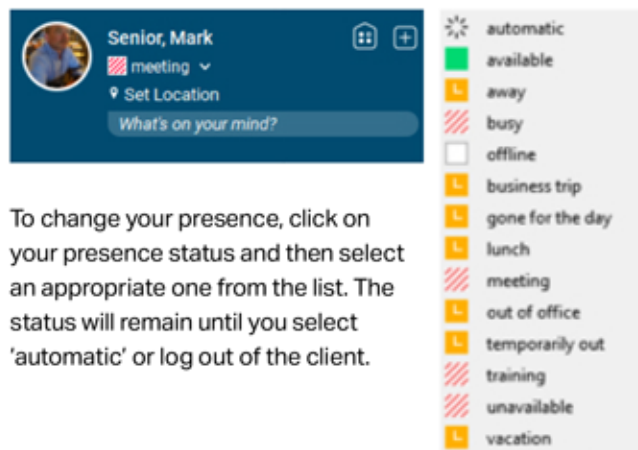 Senior, Mark
meeting
Set Location
What's on your mind?
To change your presence, click on
your presence status and then select
an appropriate one from the list. The
status will remain until you select
'automatic' or log out of the client.
automatic
available
away
busy
offline
business trip
gone for the day
lunch
meeting
out of office
temporarily out
training
unavailable
vacation